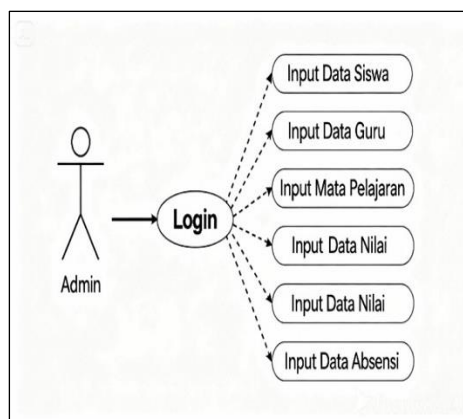 Input Data Siswa
Input Data Guru
Input Mata Pelajaran
Login
Input Data Nilai
Admin
Input Data Nilai
Input Data Absensi